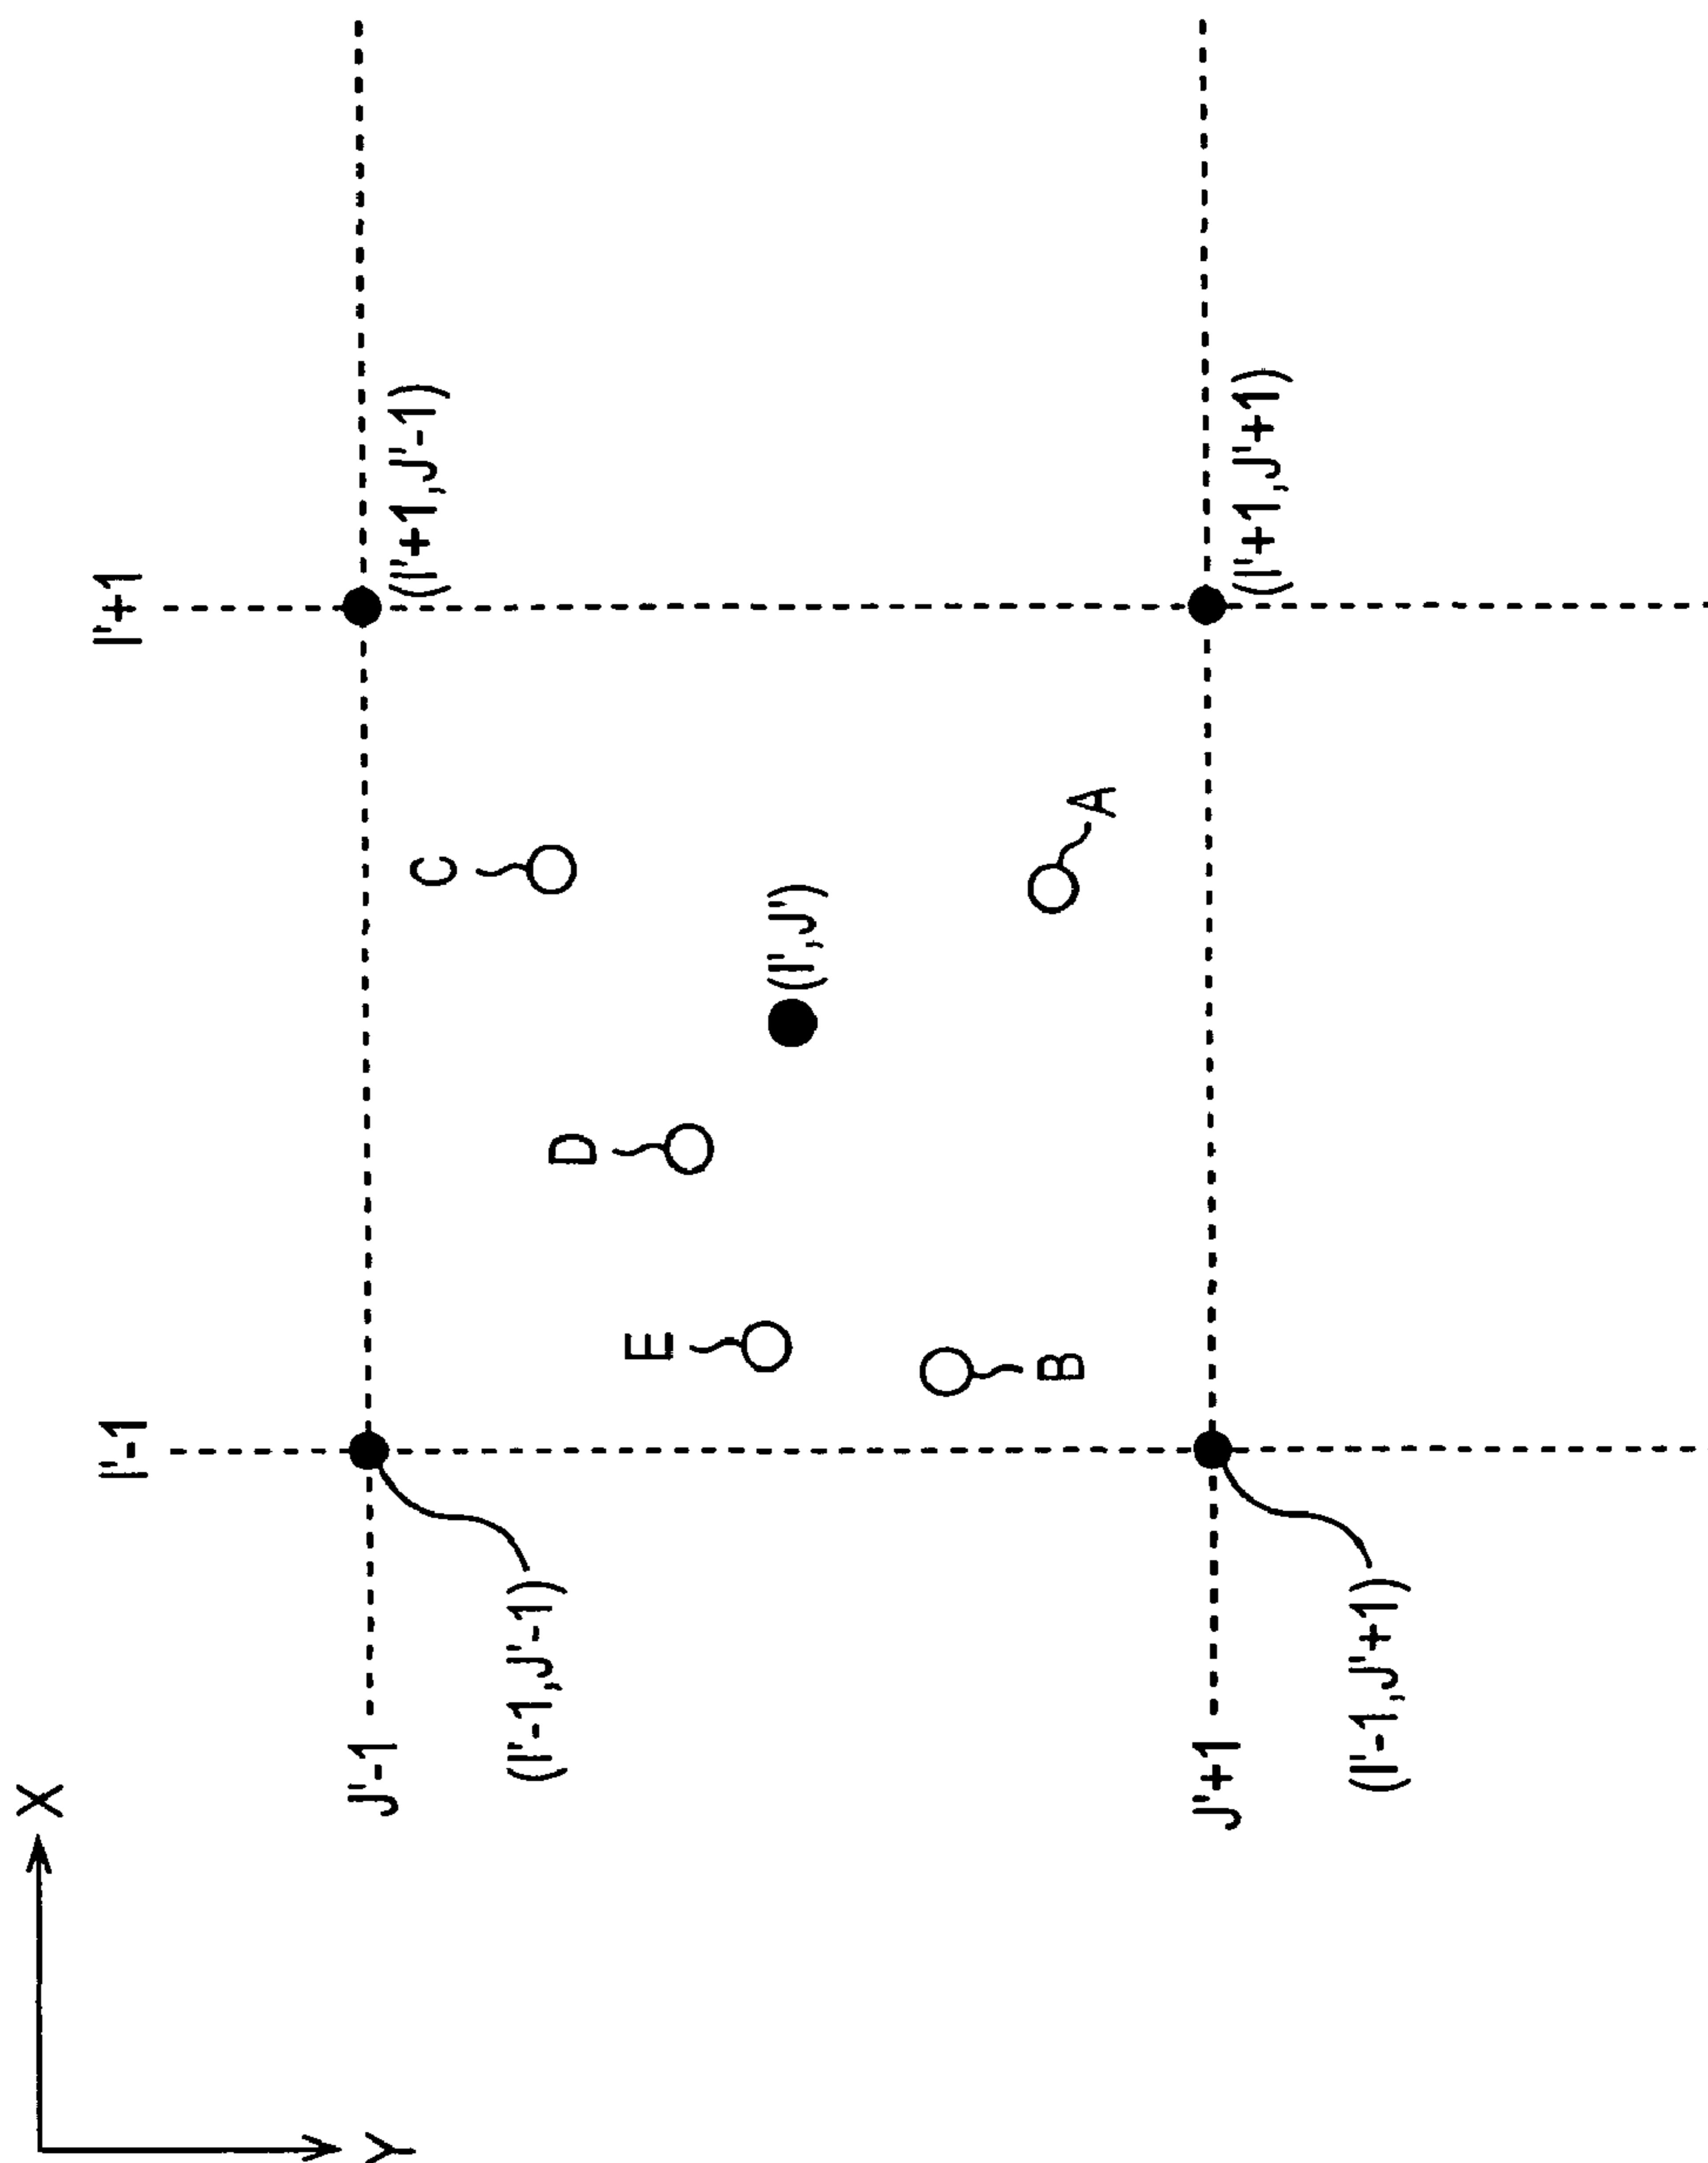 X
Y
I'-1
I'+1
J'-1
(I'+1,J'-1)
(I'-1,J'-1)
C
D
E
(I',J')
A
B
J'+1
(I'+1,J'+1)
(I'-1,J'+1)